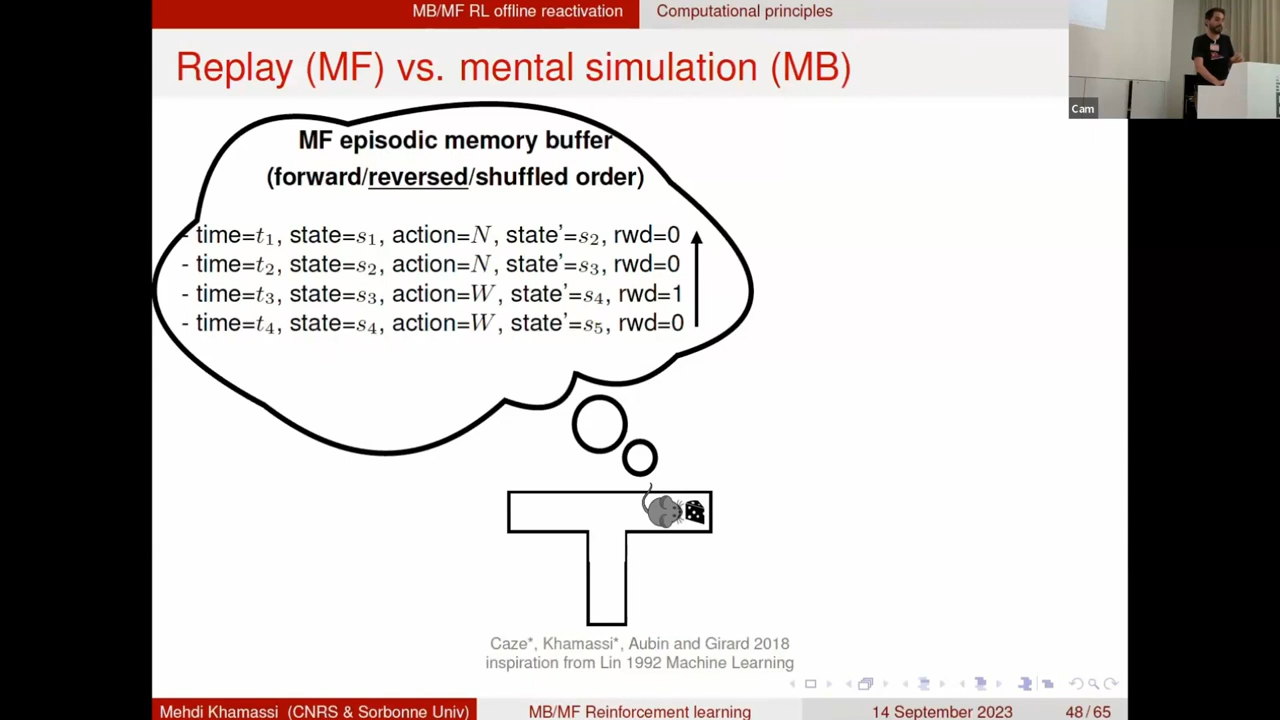 MB/MF RL offline reactivation Computational principles
Replay (MF) vs. mental simulation (MB)
Cam
MF episodic memory buffer
(forward/reversed/shuffled order)
- time=t₁, state=s₁, action=N, state'=s₂, rwd=0
- time=t₂, state=s₂, action=N, state'=s₃, rwd=0
- time=t₃, state=s₃, action=W, state'=s₄, rwd=1
- time=t₄, state=s₄, action=W, state'=s₅, rwd=0
Caze*, Khamassi*, Aubin and Girard 2018
inspiration from Lin 1992 Machine Learning
Mehdi Khamassi (CNRS & Sorbonne Univ) MB/MF Reinforcement learning 14 September 2023 48/65